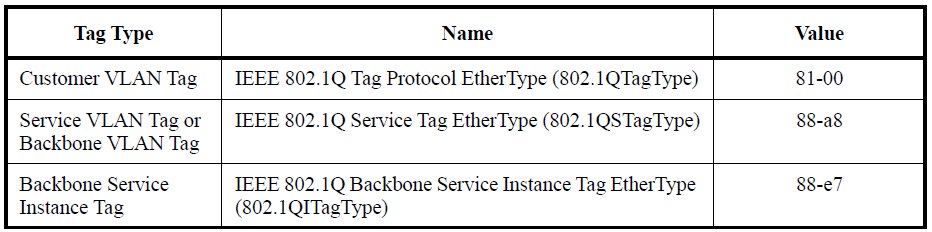 Tag Type Name Value
Customer VLAN Tag IEEE 802.1Q Tag Protocol EtherType (802.1QTagType) 81-00
Service VLAN Tag or IEEE 802.1Q Service Tag EtherType (802.1QSTagType) 88-a8
Backbone VLAN Tag
Backbone Service IEEE 802.1Q Backbone Service Instance Tag EtherType 88-e7
Instance Tag (802.1QITagType)